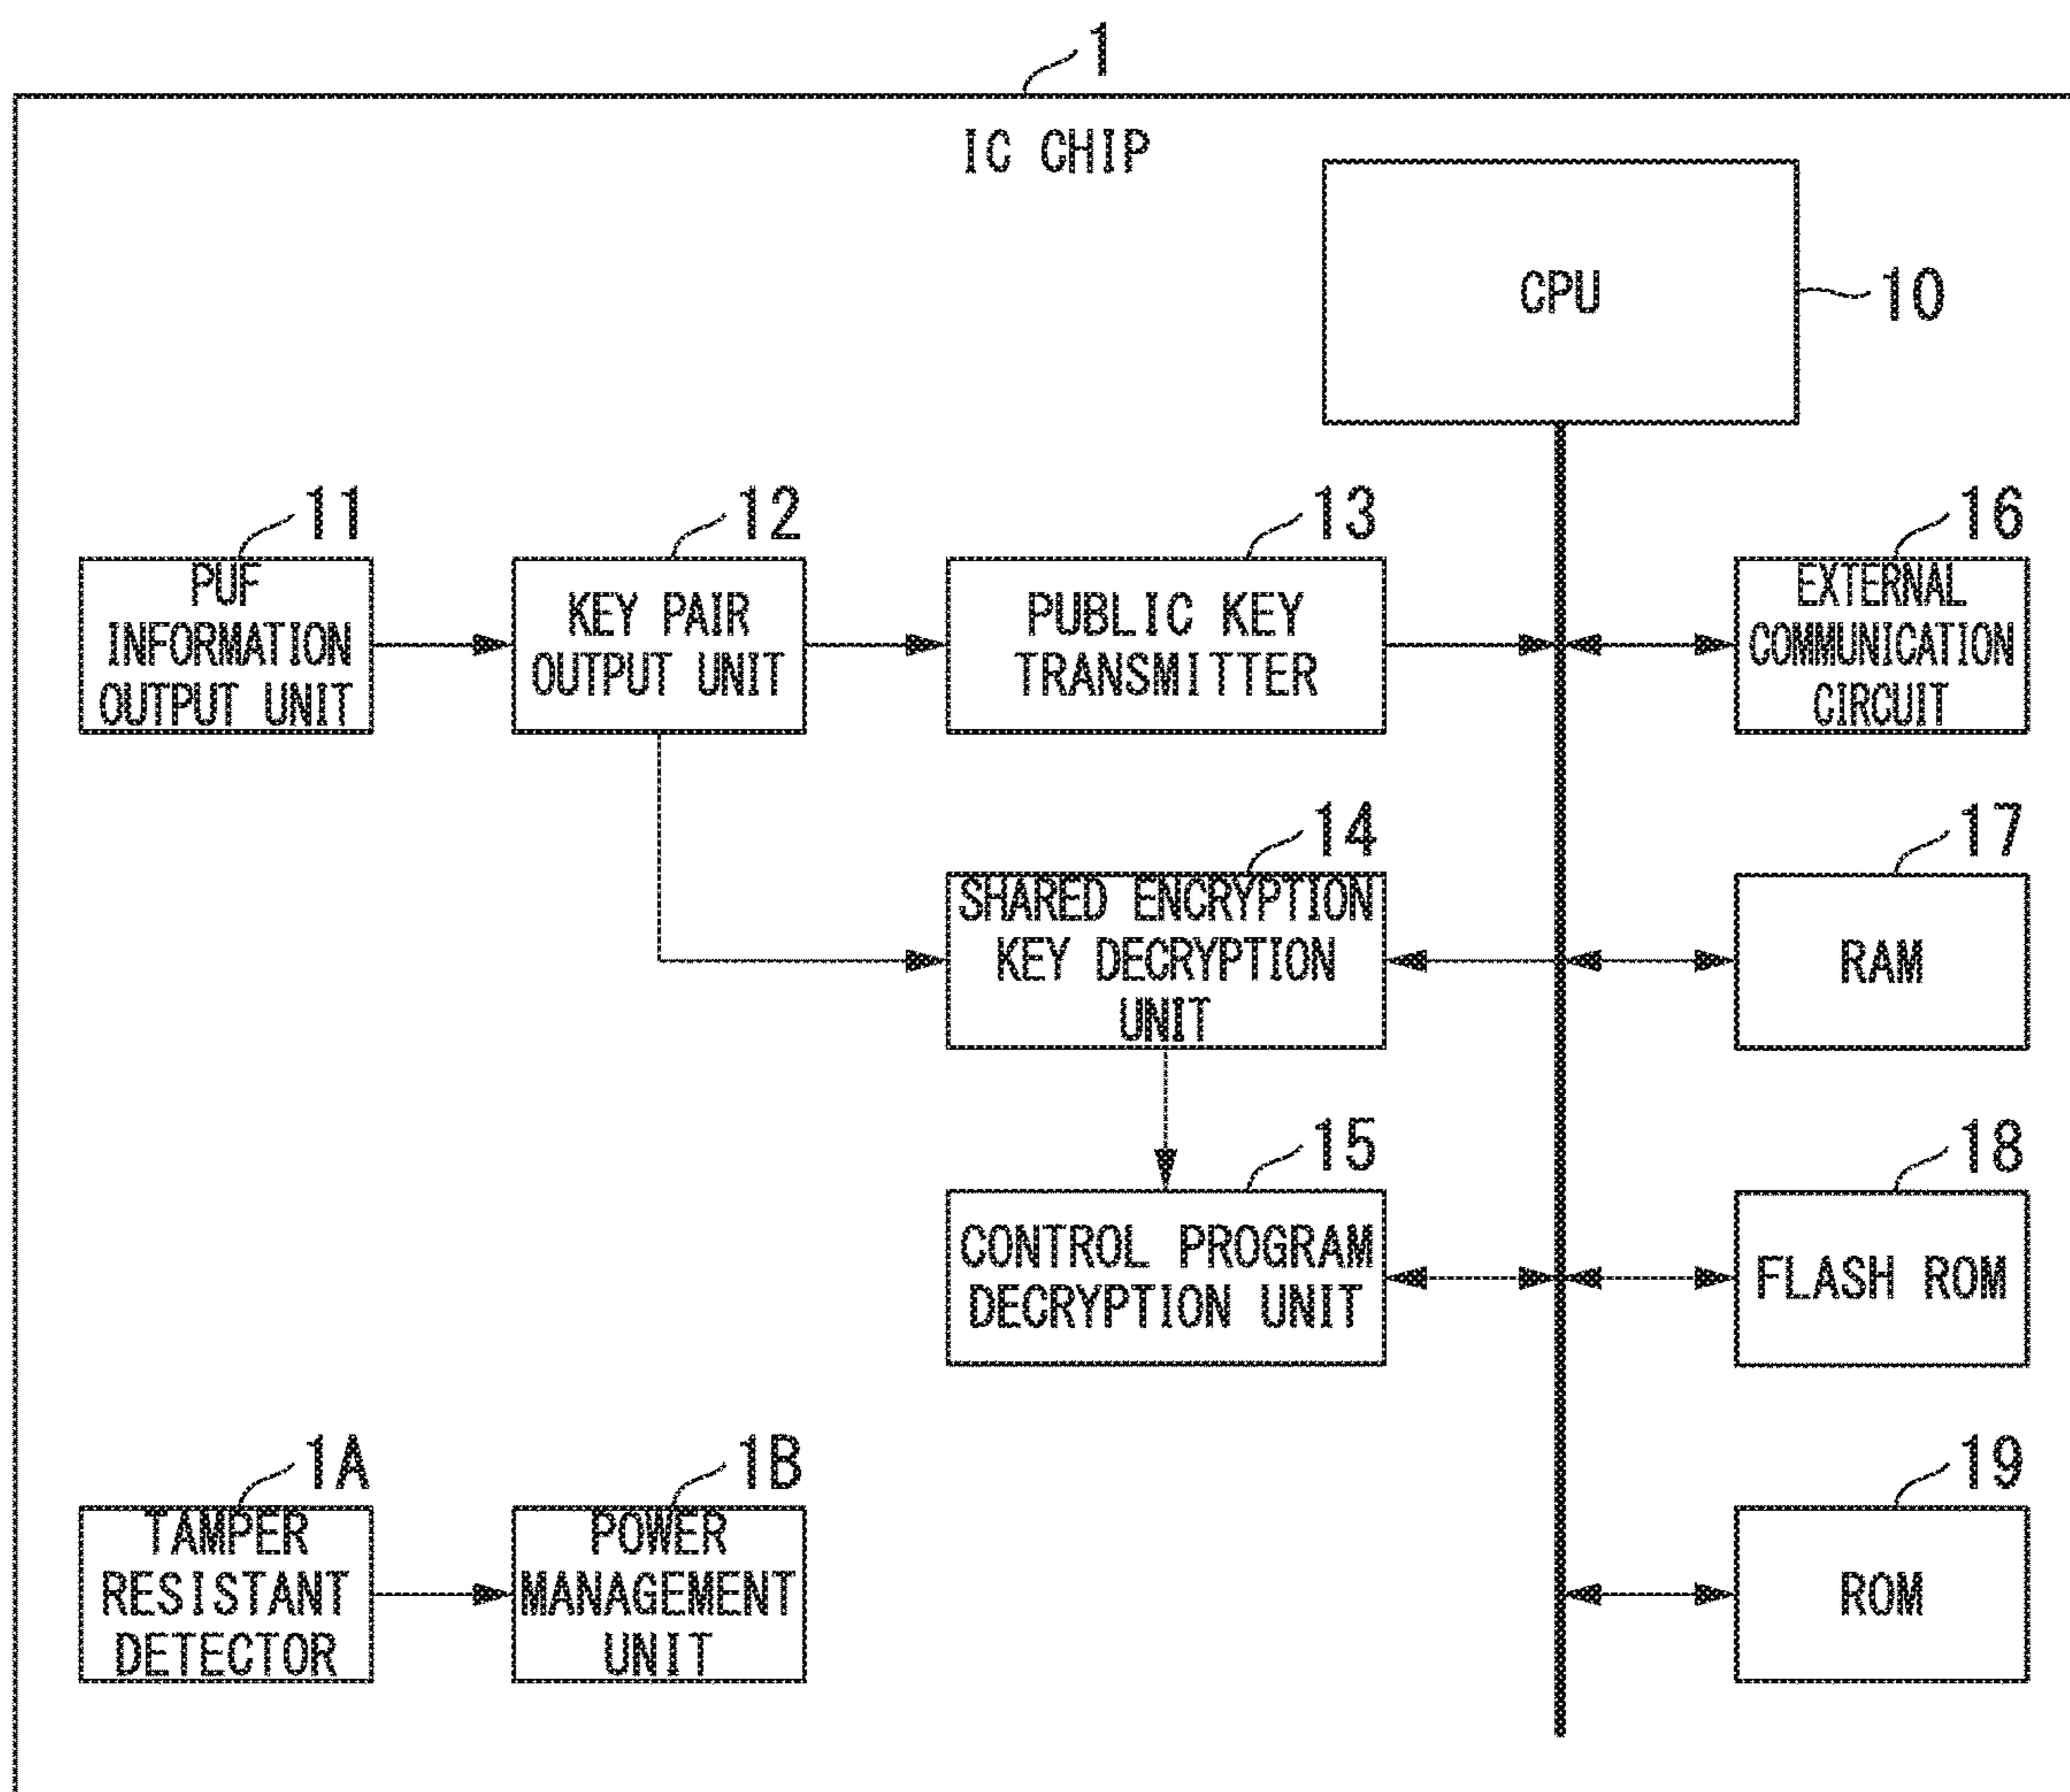 1
IC CHIP
CPU
10
11
PUF
INFORMATION
OUTPUT UNIT
12
KEY PAIR
OUTPUT UNIT
13
PUBLIC KEY
TRANSMITTER
16
EXTERNAL
COMMUNICATION
CIRCUIT
14
SHARED ENCRYPTION
KEY DECRYPTION
UNIT
17
RAM
15
CONTROL PROGRAM
DECRYPTION UNIT
18
FLASH ROM
1A
TAMPER
RESISTANT
DETECTOR
1B
POWER
MANAGEMENT
UNIT
19
ROM